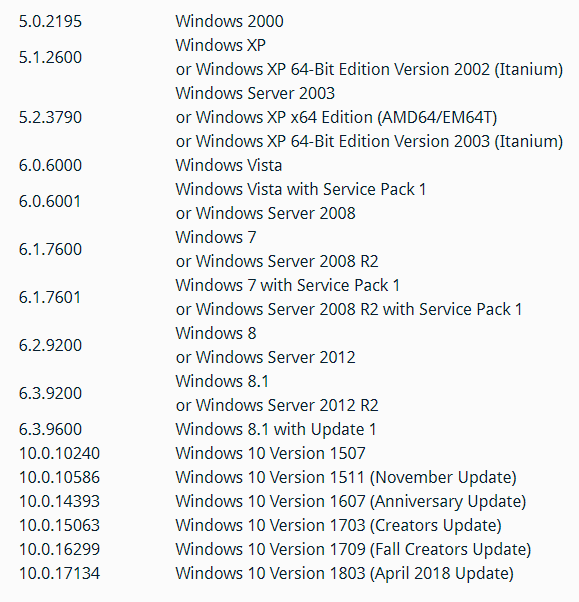 5.0.2195 Windows 2000
Windows XP
5.1.2600
or Windows XP 64-Bit Edition Version 2002 (Itanium)
Windows Server 2003
5.2.3790 or Windows XP x64 Edition (AMD64/EM64T)
or Windows XP 64-Bit Edition Version 2003 (Itanium)
6.0.6000 Windows Vista
Windows Vista with Service Pack 1
6.0.6001
or Windows Server 2008
Windows 7
6.1.7600
or Windows Server 2008 R2
Windows 7 with Service Pack 1
6.1.7601
or Windows Server 2008 R2 with Service Pack 1
Windows 8
6.2.9200
or Windows Server 2012
Windows 8.1
6.3.9200
or Windows Server 2012 R2
6.3.9600 Windows 8.1 with Update 1
10.0.10240 Windows 10 Version 1507
10.0.10586 Windows 10 Version 1511 (November Update)
10.0.14393 Windows 10 Version 1607 (Anniversary Update)
10.0.15063 Windows 10 Version 1703 (Creators Update)
10.0.16299 Windows 10 Version 1709 (Fall Creators Update)
10.0.17134 Windows 10 Version 1803 (April 2018 Update)